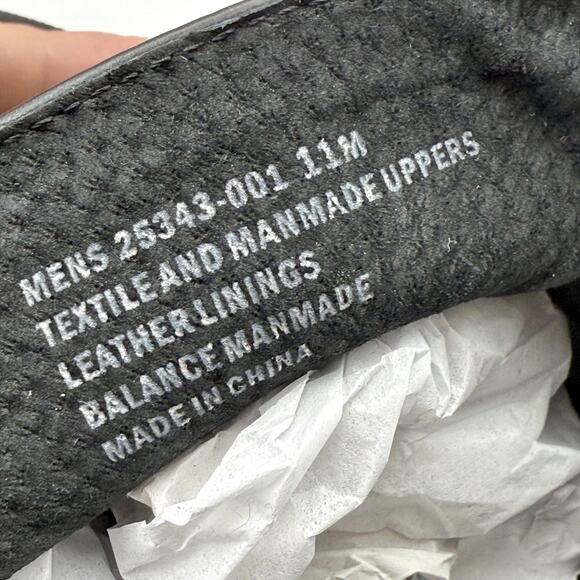 MENS 25343-001 11M
TEXTILE AND MANMADE UPPERS
LEATHER LININGS
BALANCE MANMADE
MADE IN CHINA